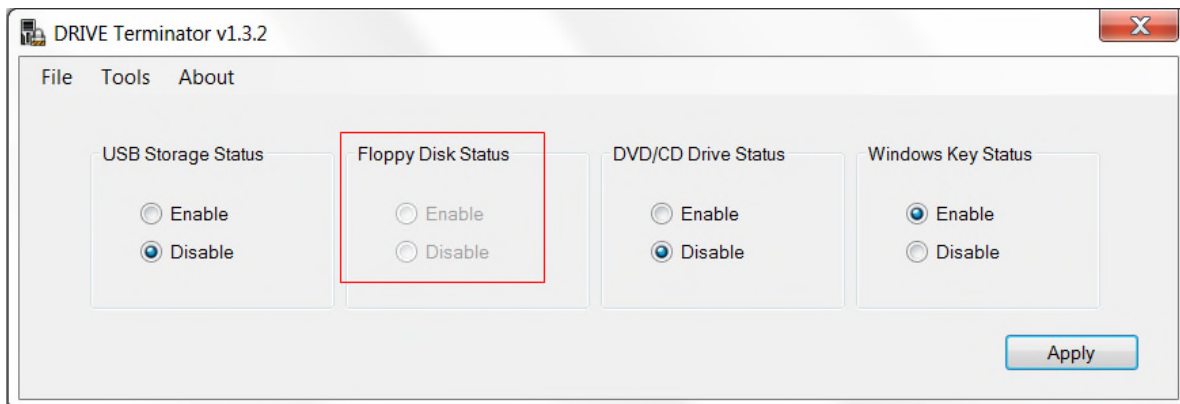 DRIVE Terminator v1.3.2
File Tools About
USB Storage Status Floppy Disk Status DVD/CD Drive Status Windows Key Status
Enable Enable Enable Enable
Disable Disable Disable Disable
Apply